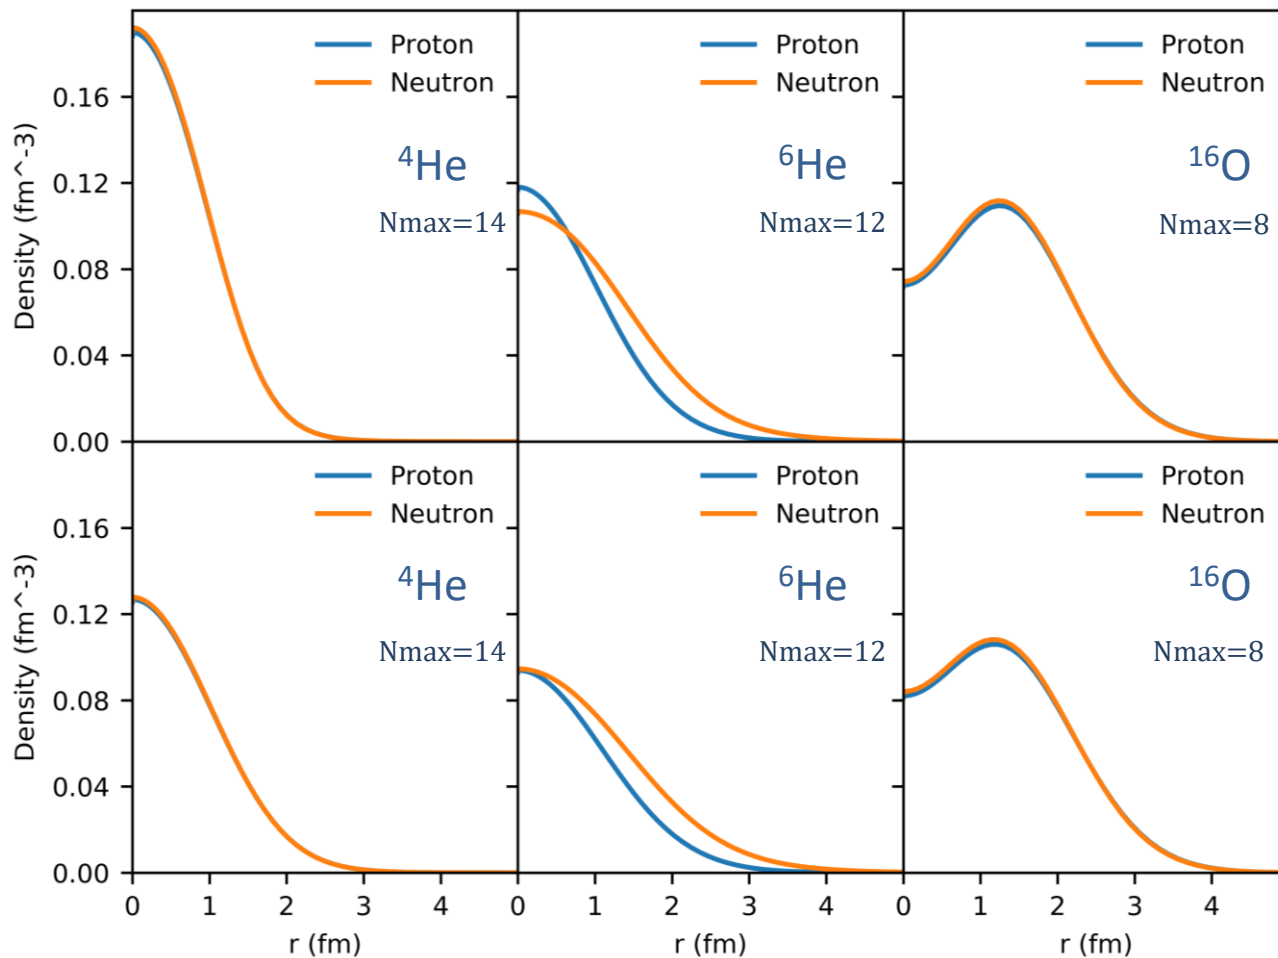 Density (fm^-3)
0.16
0.12
0.08
0.04
0.00
Proton
Neutron
⁴He
Nmax=14
Proton
Neutron
⁶He
Nmax=12
Proton
Neutron
¹⁶O
Nmax=8
Density (fm^-3)
0.16
0.12
0.08
0.04
0.00
Proton
Neutron
⁴He
Nmax=14
0 1 2 3 4
r (fm)
Proton
Neutron
⁶He
Nmax=12
0 1 2 3 4
r (fm)
Proton
Neutron
¹⁶O
Nmax=8
0 1 2 3 4
r (fm)